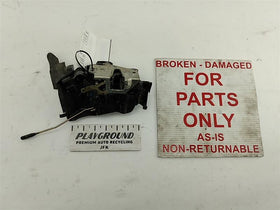 BROKEN - DAMAGED
FOR
PARTS
ONLY
AS-IS
NON-RETURNABLE
PLAYGROUND
PREMIUM AUTO RECYCLING
JFK